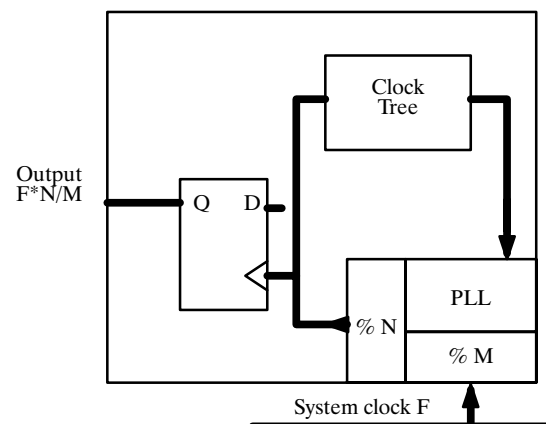 Clock
Tree
Output
F*N/M
Q
D
% N
PLL
% M
System clock F